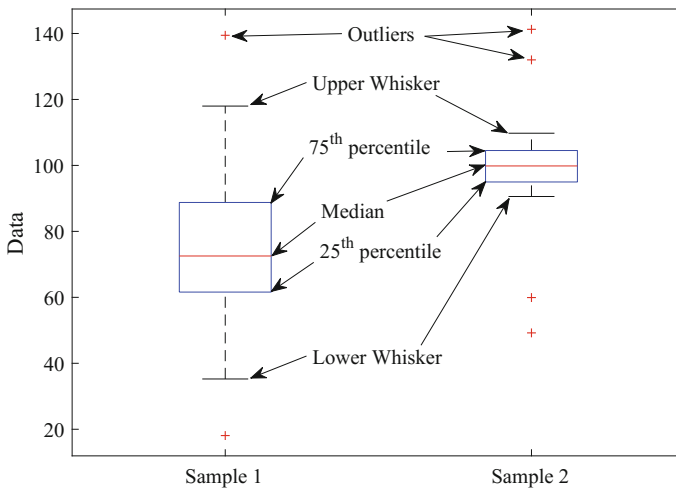 140
120
100
80
60
40
20
Data
Outliers
Upper Whisker
75th percentile
Median
25th percentile
Lower Whisker
Sample 1
Sample 2